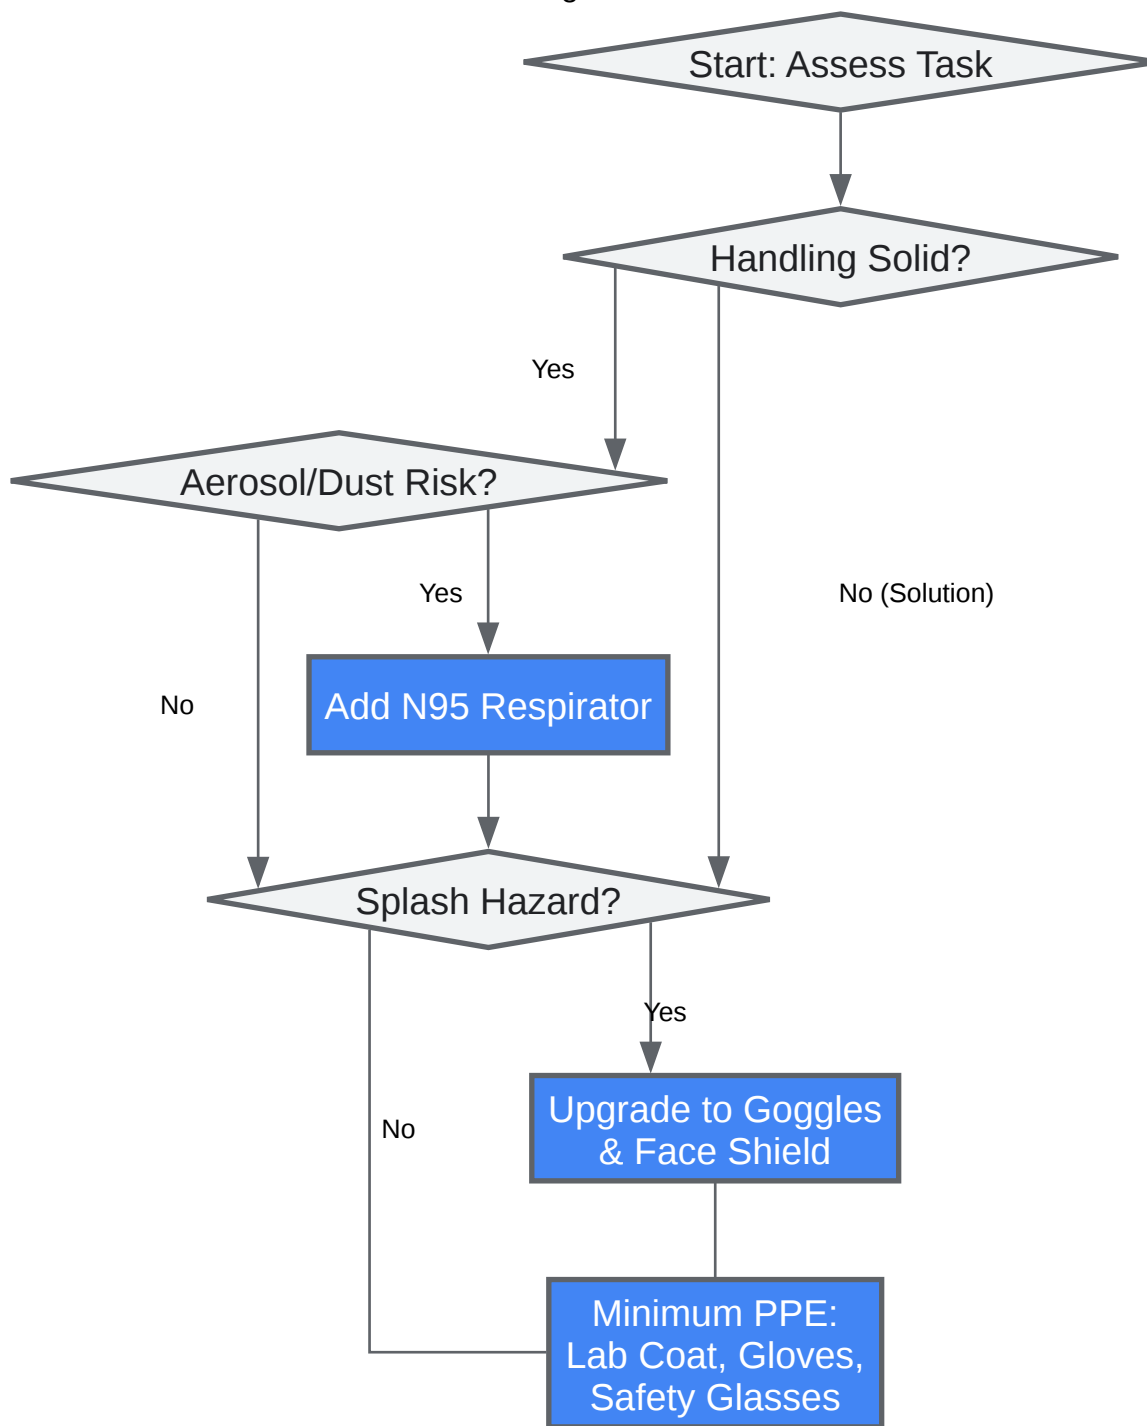 Start: Assess Task
Handling Solid?
Yes
Aerosol/Dust Risk?
Yes
No (Solution)
Add N95 Respirator
No
Splash Hazard?
Yes
Upgrade to Goggles
& Face Shield
No
Minimum PPE:
Lab Coat, Gloves,
Safety Glasses